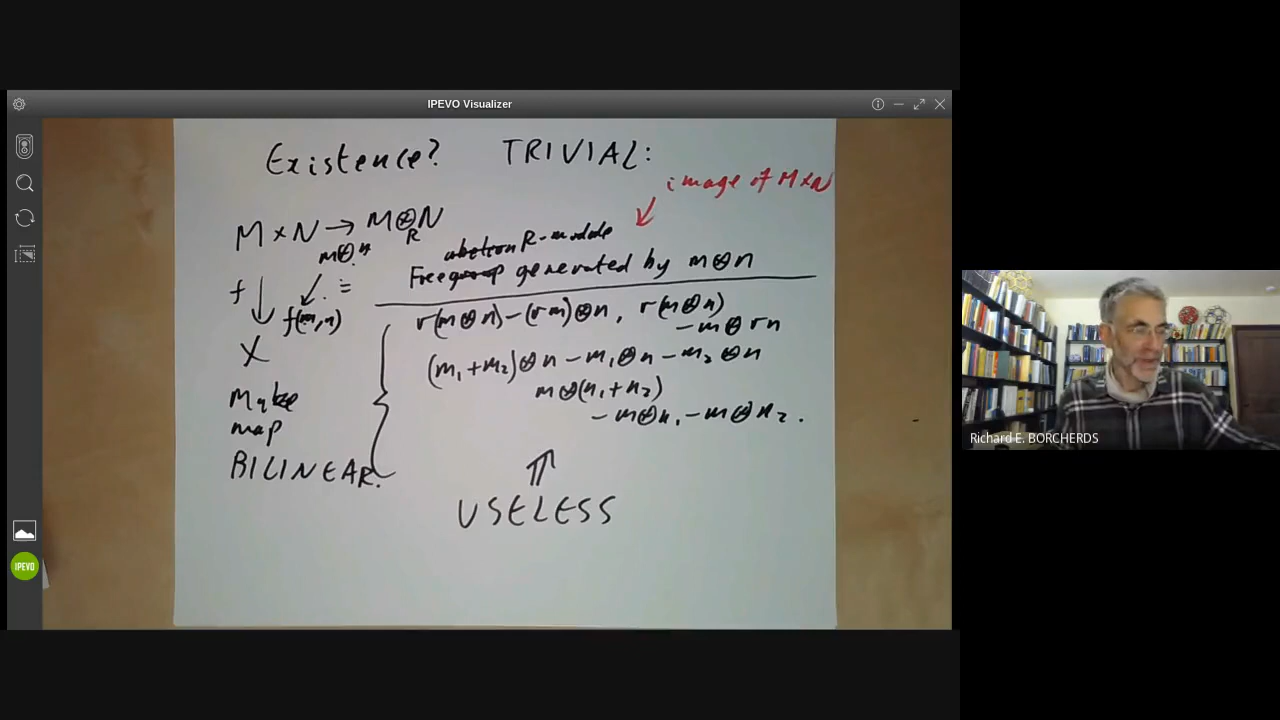 IPEVO Visualizer
Existence? TRIVIAL:
image of M×N
M×N → M⊗N
R
m⊗n
abelian R-module
Free group generated by m⊗n
f
f(m,n)
r(m⊗n)-(rm)⊗n, r(m⊗n)
-m⊗rn
X
(m₁+m₂)⊗n - m₁⊗n - m₂⊗n
Make
m⊗(n₁+n₂)
map
-m⊗n₁-m⊗n₂.
BILINEAR.
⇑
USELESS
Richard E. BORCHERDS
IPEVO